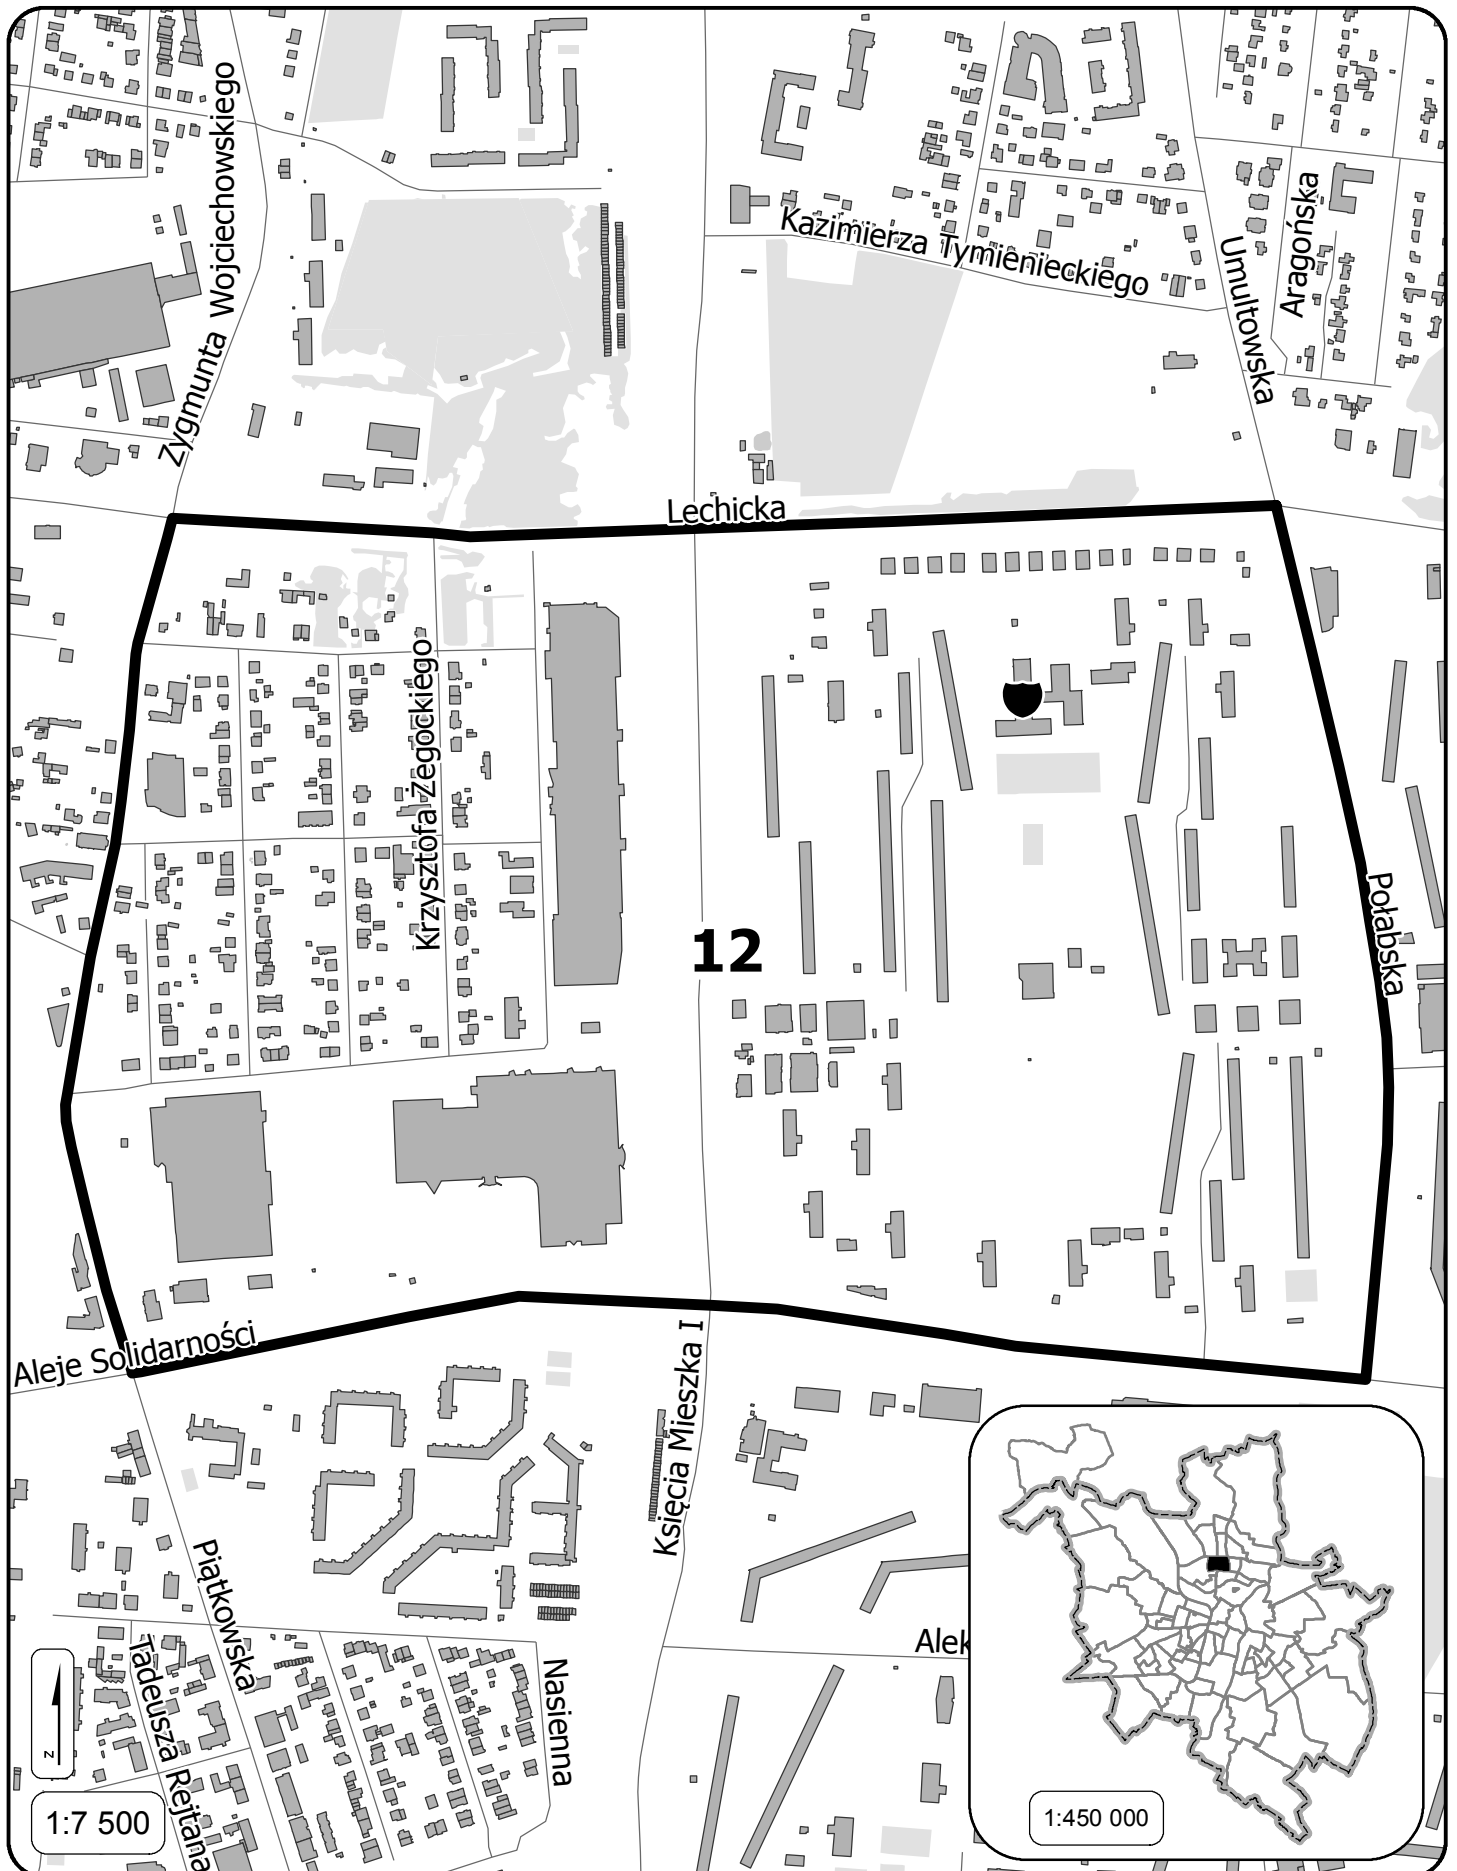 Zygmunta Wojciechowskiego
Kazimierza Tymienieckiego
Umultowska
Aragońska
Lechicka
Krzysztofa Żegockiego
12
Połabska
Aleje Solidarności
Księcia Mieszka I
Piątkowska
Tadeusza Rejtana
Nasienna
Alek
N
1:7 500
1:450 000